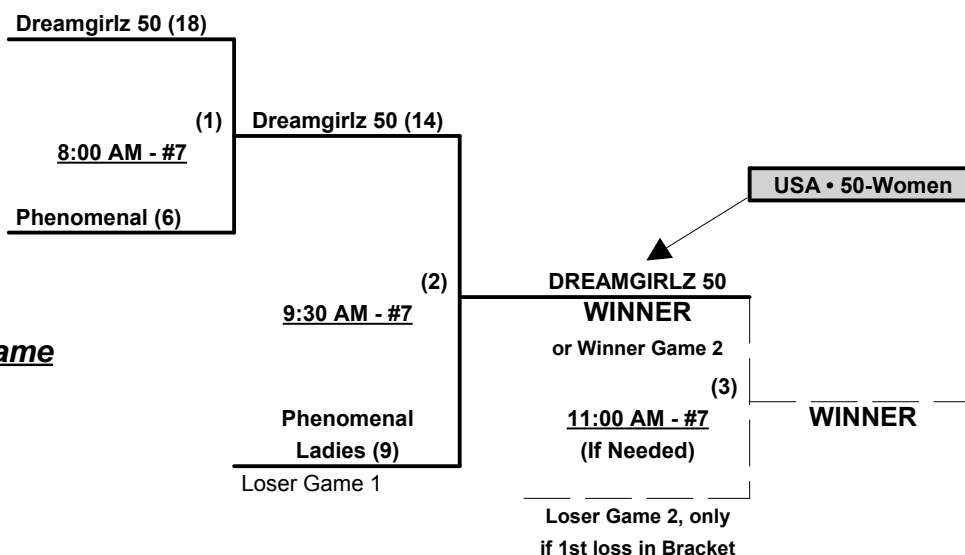 Dreamgirlz 50 (18)
(1)
8:00 AM - #7
Phenomenal (6)
Dreamgirlz 50 (14)
(2)
9:30 AM - #7
ame
Phenomenal
Ladies (9)
Loser Game 1
USA • 50-Women
DREAMGIRLZ 50
WINNER
or Winner Game 2
(3)
11:00 AM - #7
(If Needed)
WINNER
Loser Game 2, only
if 1st loss in Bracket